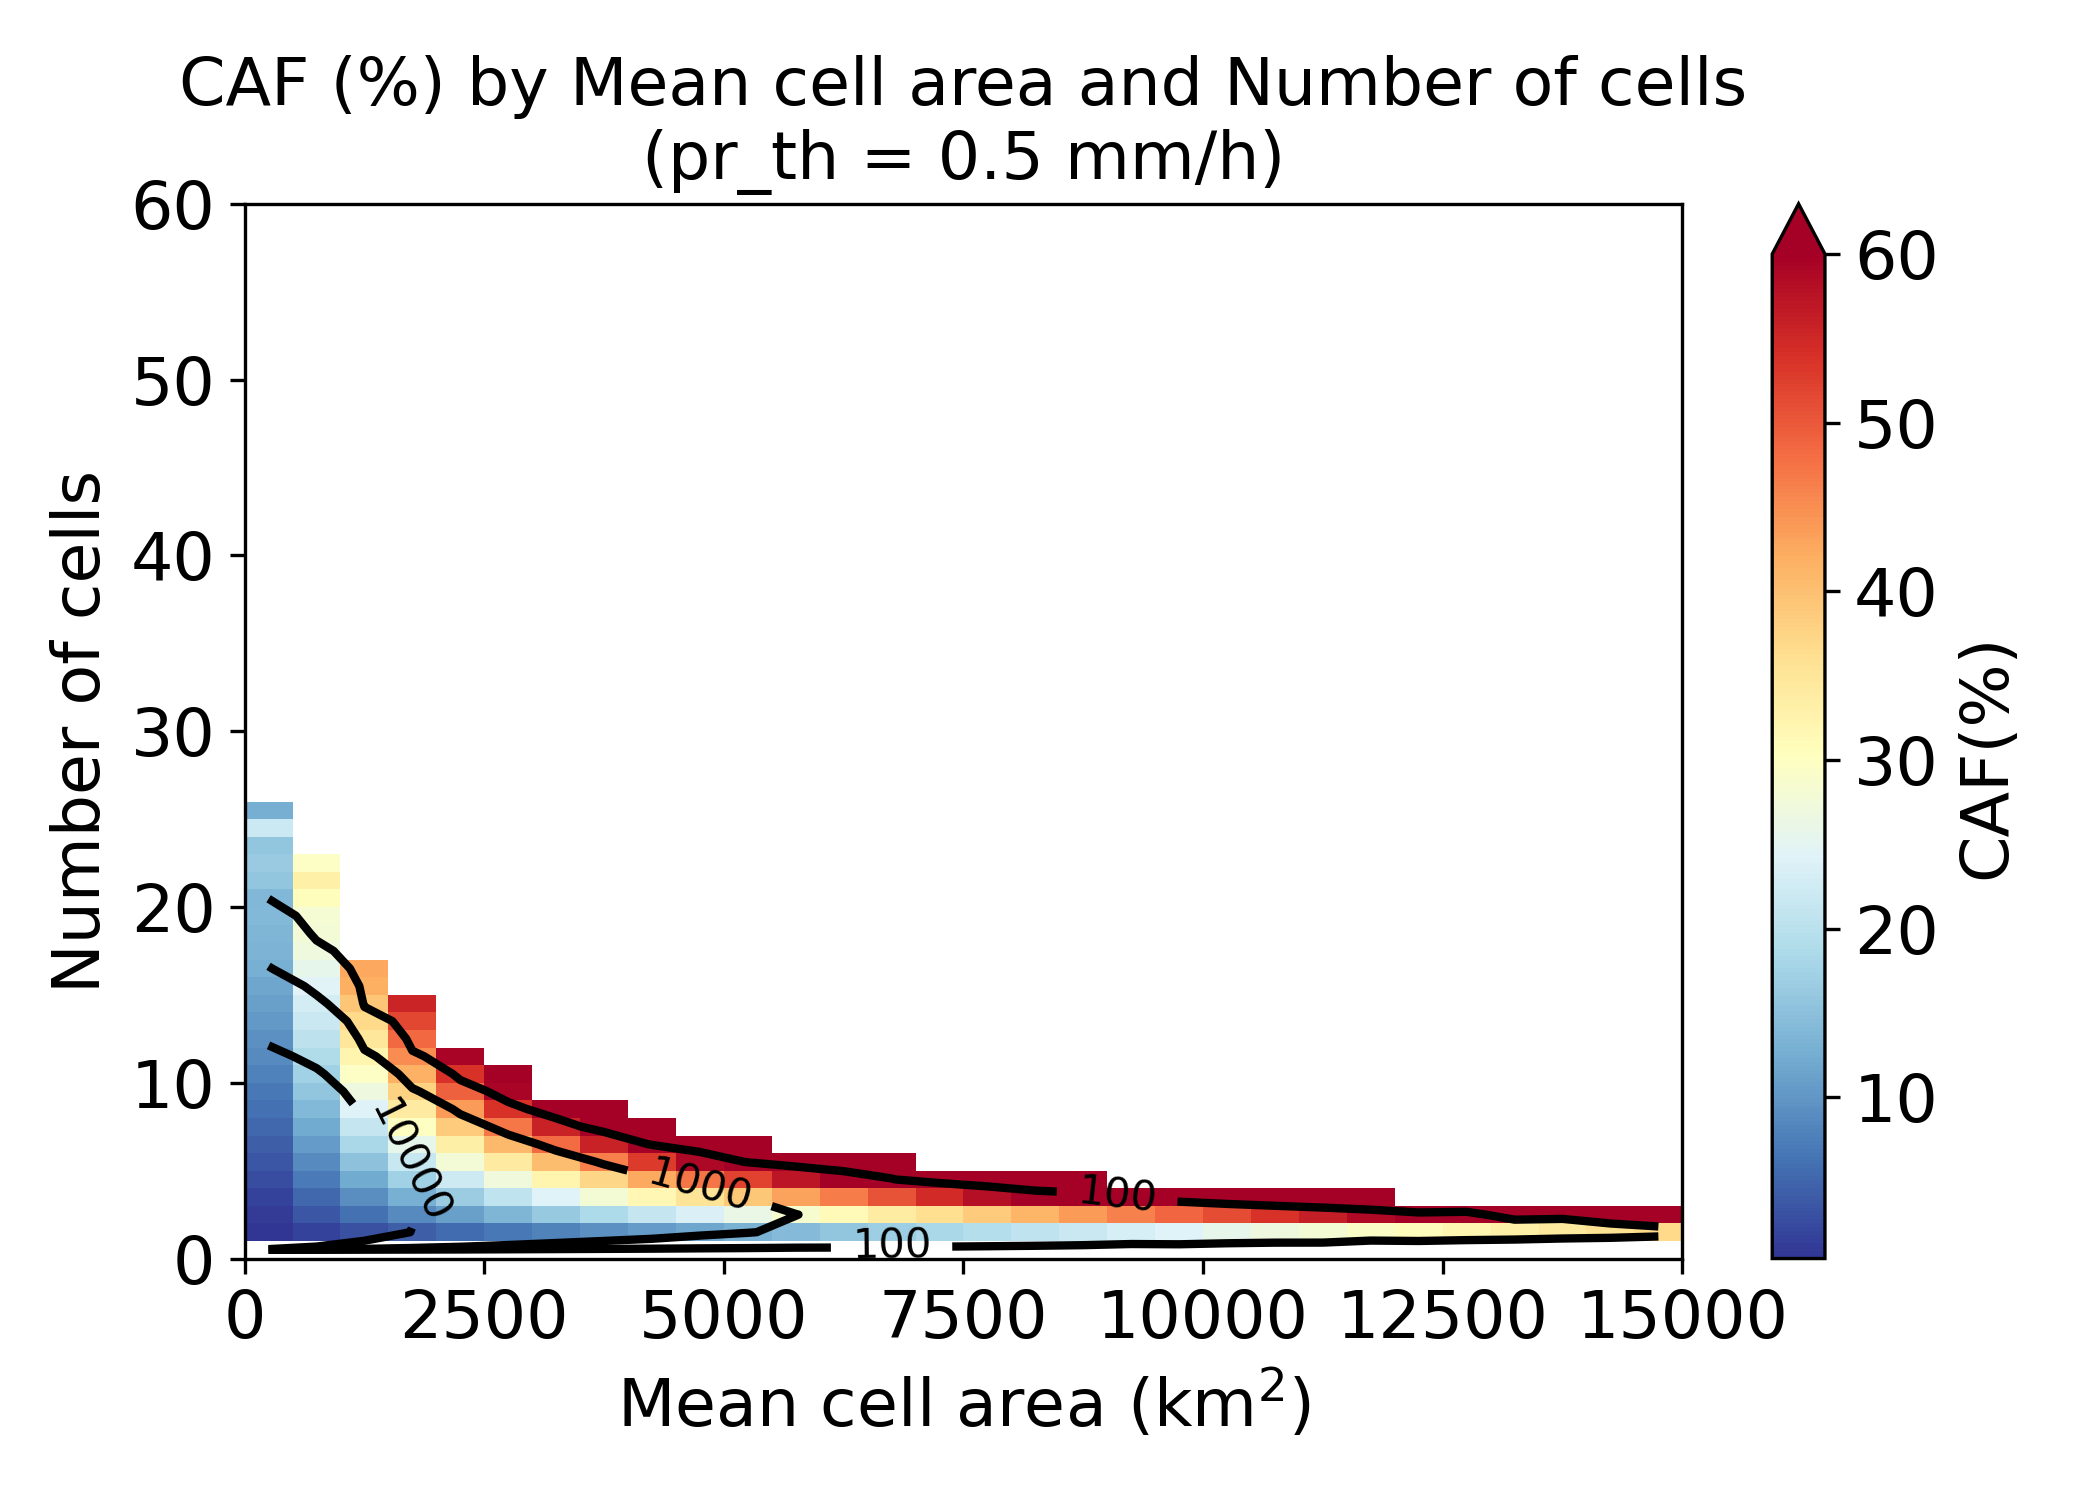 CAF (%) by Mean cell area and Number of cells
(pr_th = 0.5 mm/h)
60
50
40
30
20
10
0
Number of cells
10000
1000
100
100
0 2500 5000 7500 10000 12500 15000
Mean cell area (km²)
60
50
40
30
20
10
CAF(%)